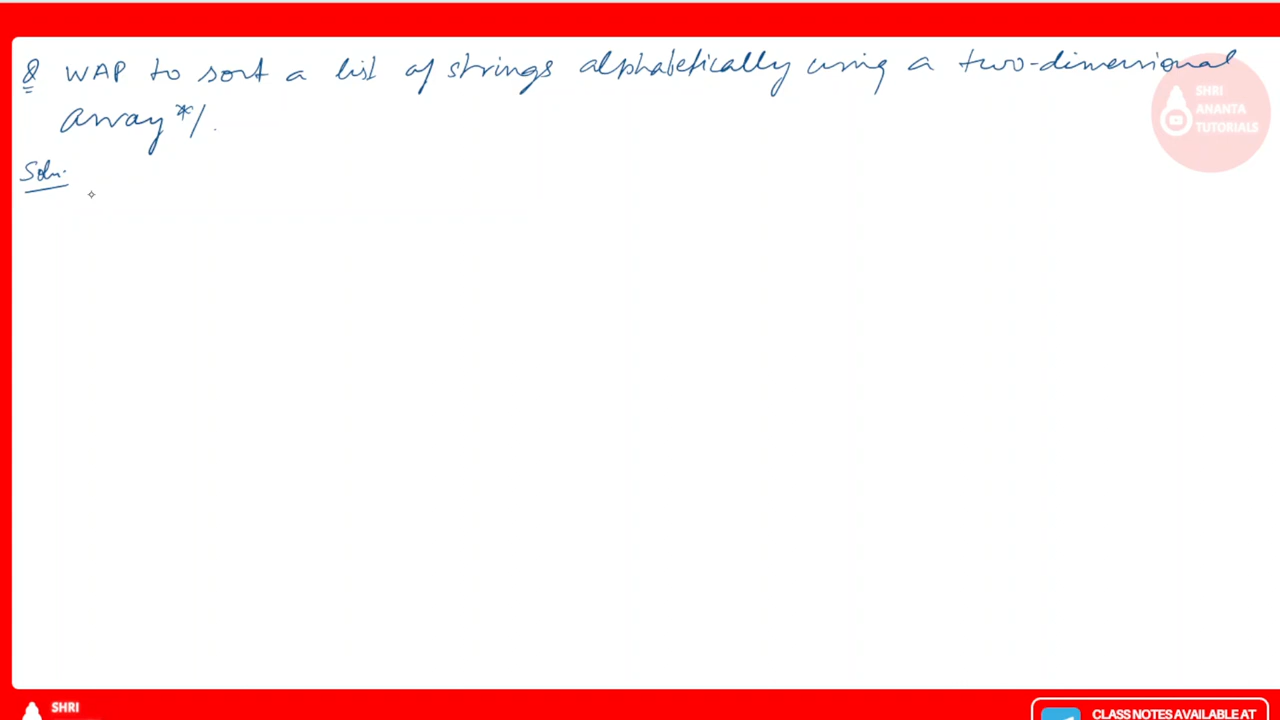 Q WAP to sort a list of strings alphabetically using a two-dimensional
array */.
Soln.
SHRI
ANANTA
TUTORIALS
SHRI
CLASS NOTES AVAILABLE AT